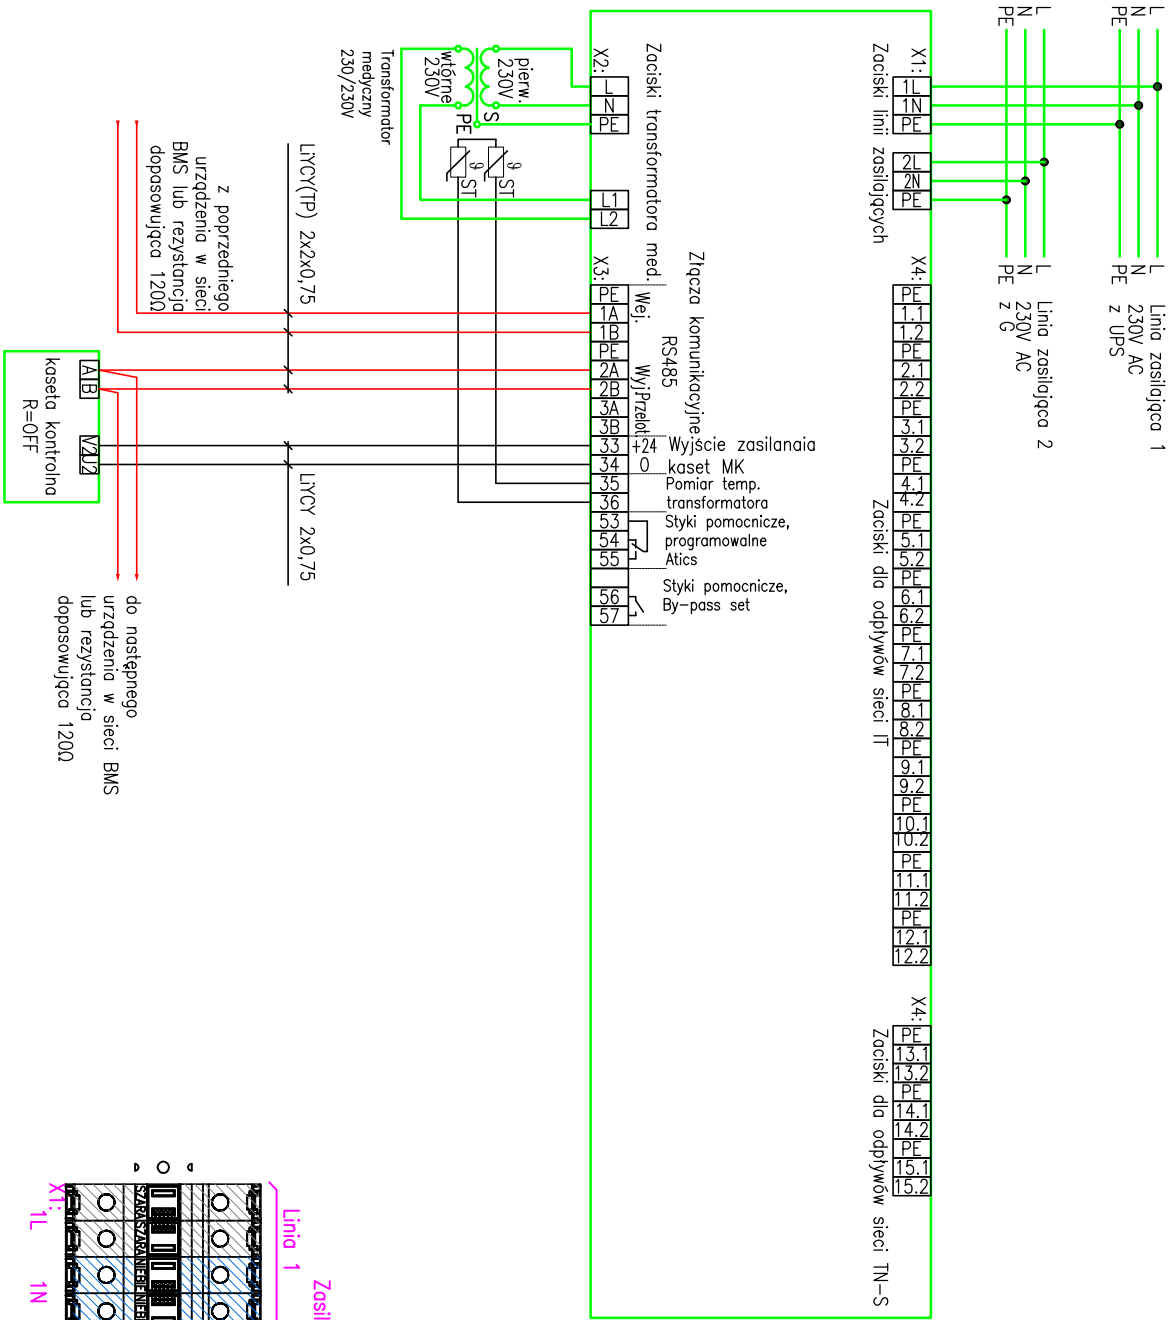 L
N
PE
L
N
PE
L
N
PE
L
N
PE
Linia zasilająca 1
230V AC
z UPS
Linia zasilająca 2
230V AC
z G
X1:
1L
1N
PE
2L
2N
PE
Zaciski linii zasilających
X4:
PE
1.1
1.2
PE
2.1
2.2
PE
3.1
3.2
PE
4.1
4.2
PE
5.1
5.2
PE
6.1
6.2
PE
7.1
7.2
PE
8.1
8.2
PE
9.1
9.2
PE
10.1
10.2
PE
11.1
11.2
PE
12.1
12.2
Zaciski dla odpływów sieci IT
X4:
PE
13.1
13.2
PE
14.1
14.2
PE
15.1
15.2
Zaciski dla odpływów sieci TN-S
X2:
L
N
PE
L1
L2
Zaciski transformatora med.
pierw.
230V
wtórne
230V
S
PE
ϑ
ST
ϑ
ST
Transformator
medyczny
230/230V
X3:
PE
1A
1B
PE
2A
2B
3A
3B
33
34
35
36
53
54
55
56
57
Złącza komunikacyjne
RS485
Wej.
Wyj.
Przelot
+24
0
Wyjście zasilanaia
kaset MK
Pomiar temp.
transformatora
Styki pomocnicze,
programowalne
Atics
Styki pomocnicze,
By-pass set
LiYCY(TP) 2x2x0,75
LiYCY 2x0,75
z poprzedniego
urządzenia w sieci
BMS lub rezystancja
dopasowująca 120Ω
A
B
V2
U2
kaseta kontrolna
R=OFF
do następnego
urządzenia w sieci BMS
lub rezystancja
dopasowująca 120Ω
Zasil
Linia 1
SZARA
SZARA
NIEBIE
NIEB
X1:
1L
1N